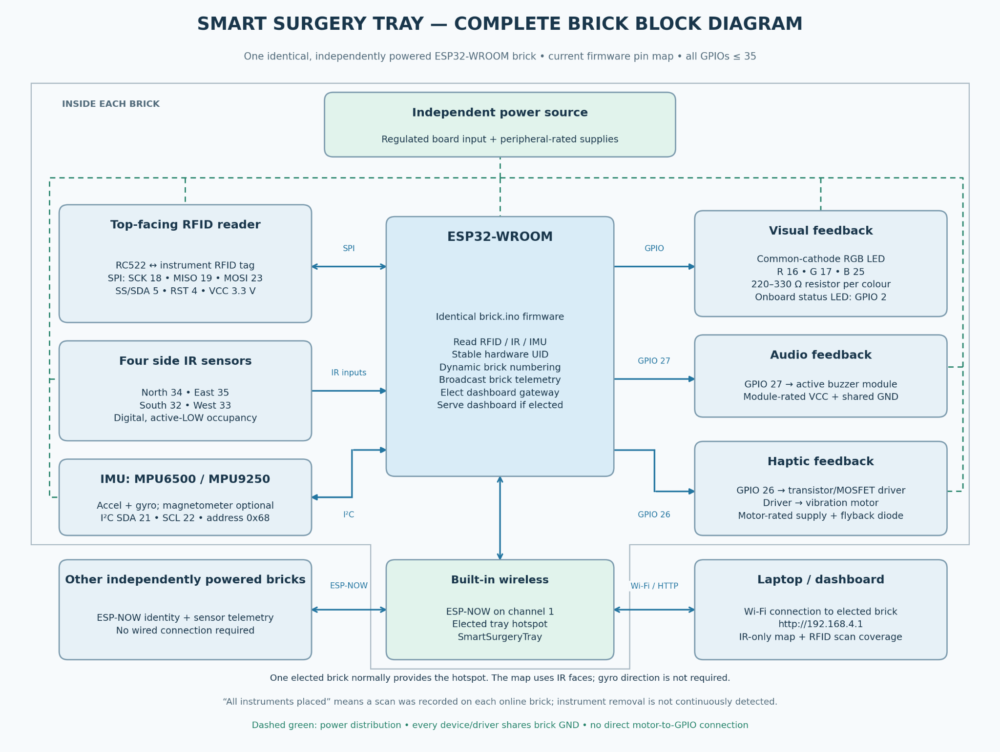 SMART SURGERY TRAY — COMPLETE BRICK BLOCK DIAGRAM
One identical, independently powered ESP32-WROOM brick • current firmware pin map • all GPIOs ≤ 35
INSIDE EACH BRICK
Independent power source
Regulated board input + peripheral-rated supplies
Top-facing RFID reader
RC522 ↔ instrument RFID tag
SPI: SCK 18 • MISO 19 • MOSI 23
SS/SDA 5 • RST 4 • VCC 3.3 V
SPI
ESP32-WROOM
Identical brick.ino firmware
Read RFID / IR / IMU
Stable hardware UID
Dynamic brick numbering
Broadcast brick telemetry
Elect dashboard gateway
Serve dashboard if elected
GPIO
Visual feedback
Common-cathode RGB LED
R 16 • G 17 • B 25
220–330 Ω resistor per colour
Onboard status LED: GPIO 2
Four side IR sensors
North 34 • East 35
South 32 • West 33
Digital, active-LOW occupancy
IR inputs
GPIO 27
Audio feedback
GPIO 27 → active buzzer module
Module-rated VCC + shared GND
IMU: MPU6500 / MPU9250
Accel + gyro; magnetometer optional
I²C SDA 21 • SCL 22 • address 0x68
I²C
GPIO 26
Haptic feedback
GPIO 26 → transistor/MOSFET driver
Driver → vibration motor
Motor-rated supply + flyback diode
Other independently powered bricks
ESP-NOW identity + sensor telemetry
No wired connection required
ESP-NOW
Built-in wireless
ESP-NOW on channel 1
Elected tray hotspot
SmartSurgeryTray
Wi-Fi / HTTP
Laptop / dashboard
Wi-Fi connection to elected brick
http://192.168.4.1
IR-only map + RFID scan coverage
One elected brick normally provides the hotspot. The map uses IR faces; gyro direction is not required.
“All instruments placed” means a scan was recorded on each online brick; instrument removal is not continuously detected.
Dashed green: power distribution • every device/driver shares brick GND • no direct motor-to-GPIO connection